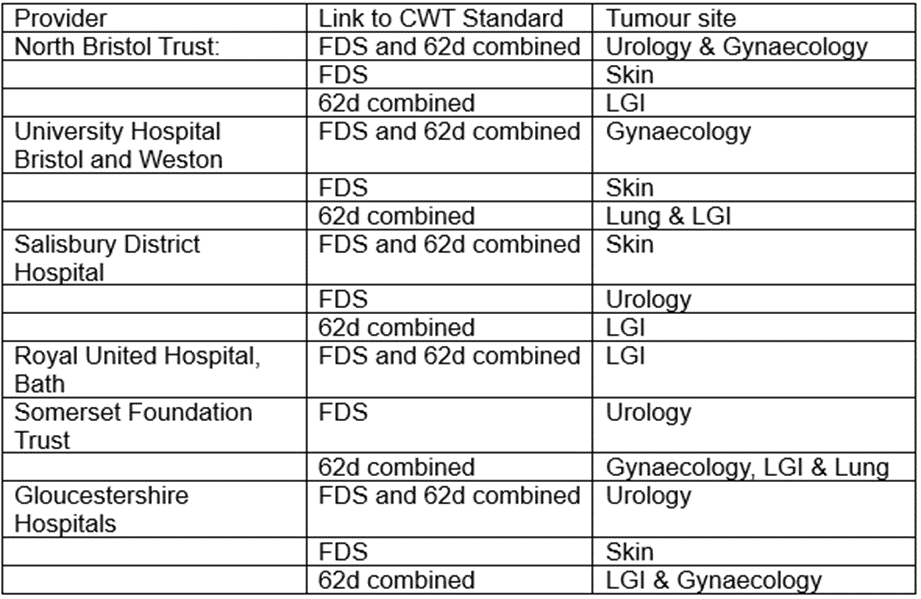 Provider Link to CWT Standard Tumour site
North Bristol Trust: FDS and 62d combined Urology & Gynaecology
FDS Skin
62d combined LGI
University Hospital FDS and 62d combined Gynaecology
Bristol and Weston
FDS Skin
62d combined Lung & LGI
Salisbury District FDS and 62d combined Skin
Hospital
FDS Urology
62d combined LGI
Royal United Hospital, FDS and 62d combined LGI
Bath
Somerset Foundation FDS Urology
Trust
62d combined Gynaecology, LGI & Lung
Gloucestershire FDS and 62d combined Urology
Hospitals
FDS Skin
62d combined LGI & Gynaecology